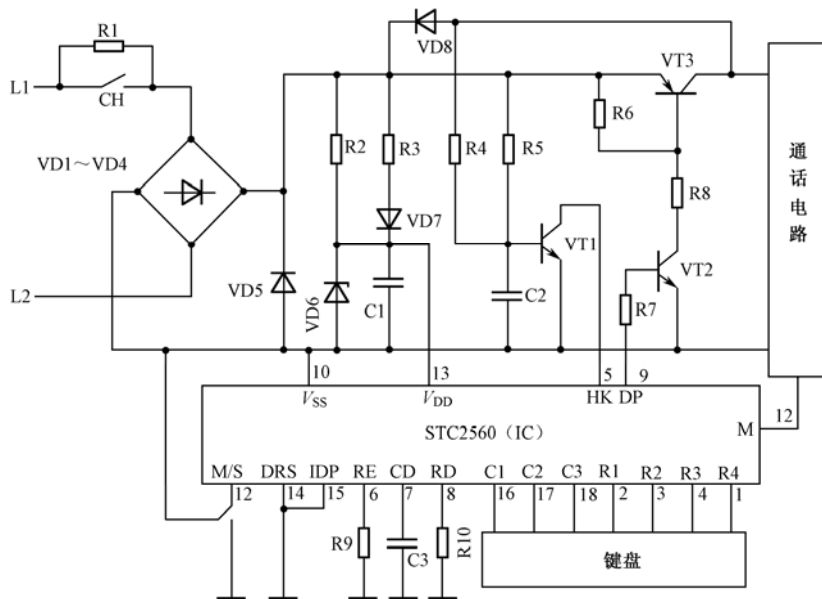 R1
L1
CH
VD8
VT3
R6
R2
R3
R4
R5
VD1～VD4
R8
通话电路
VD7
VT1
VT2
L2
VD5
VD6
C1
C2
R7
10
13
5
9
VSS
VDD
HK
DP
12
STC2560（IC）
M
M/S
DRS
IDP
RE
CD
RD
C1
C2
C3
R1
R2
R3
R4
12
14
15
6
7
8
16
17
18
2
3
4
1
R9
C3
R10
键盘